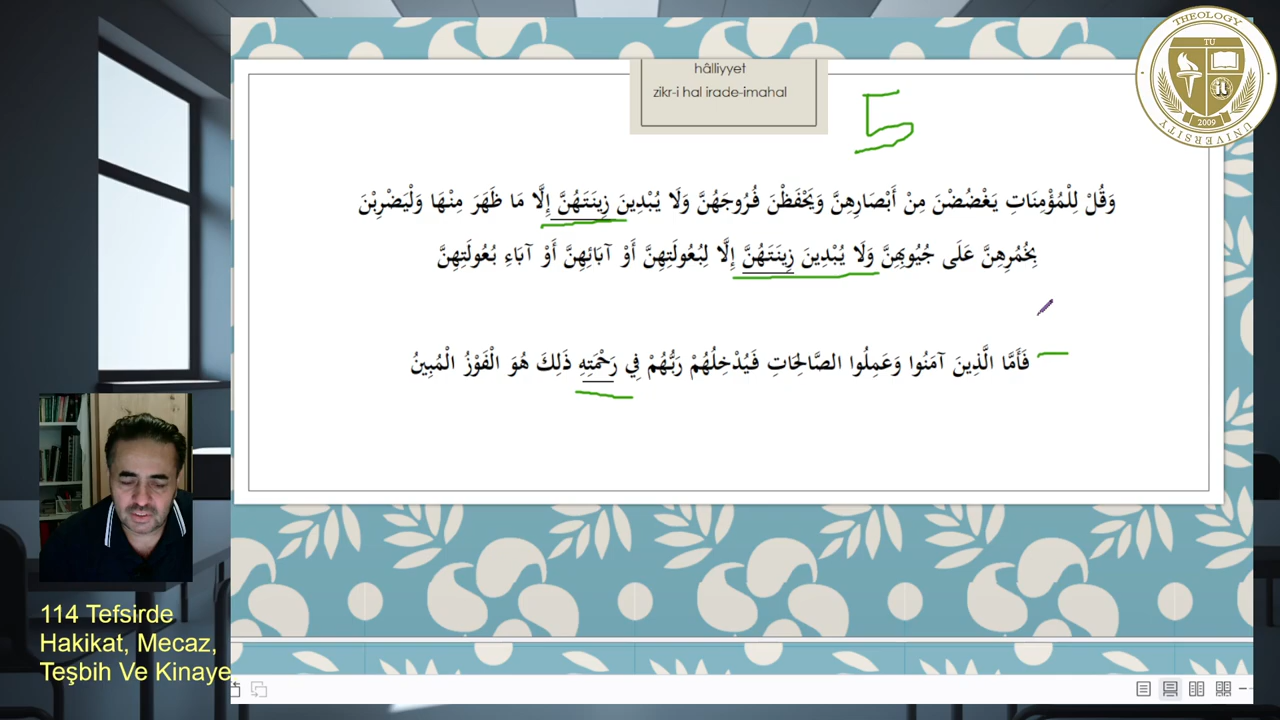 hâlliyyet
zikr-i hal irade-imahal
5
وَقُلْ لِلْمُؤْمِنَاتِ يَغْضُضْنَ مِنْ أَبْصَارِهِنَّ وَيَحْفَظْنَ فُرُوجَهُنَّ وَلَا يُبْدِينَ زِينَتَهُنَّ إِلَّا مَا ظَهَرَ مِنْهَا وَلْيَضْرِبْنَ
بِخُمُرِهِنَّ عَلَى جُيُوبِهِنَّ وَلَا يُبْدِينَ زِينَتَهُنَّ إِلَّا لِبُعُولَتِهِنَّ أَوْ آبَائِهِنَّ أَوْ آبَاءِ بُعُولَتِهِنَّ
فَأَمَّا الَّذِينَ آمَنُوا وَعَمِلُوا الصَّالِحَاتِ فَيُدْخِلُهُمْ رَبُّهُمْ فِي رَحْمَتِهِ ذَلِكَ هُوَ الْفَوْزُ الْمُبِينُ
114 Tefsirde
Hakikat, Mecaz,
Teşbih Ve Kinaye
THEOLOGY
TU
2009
UNIVERSITY